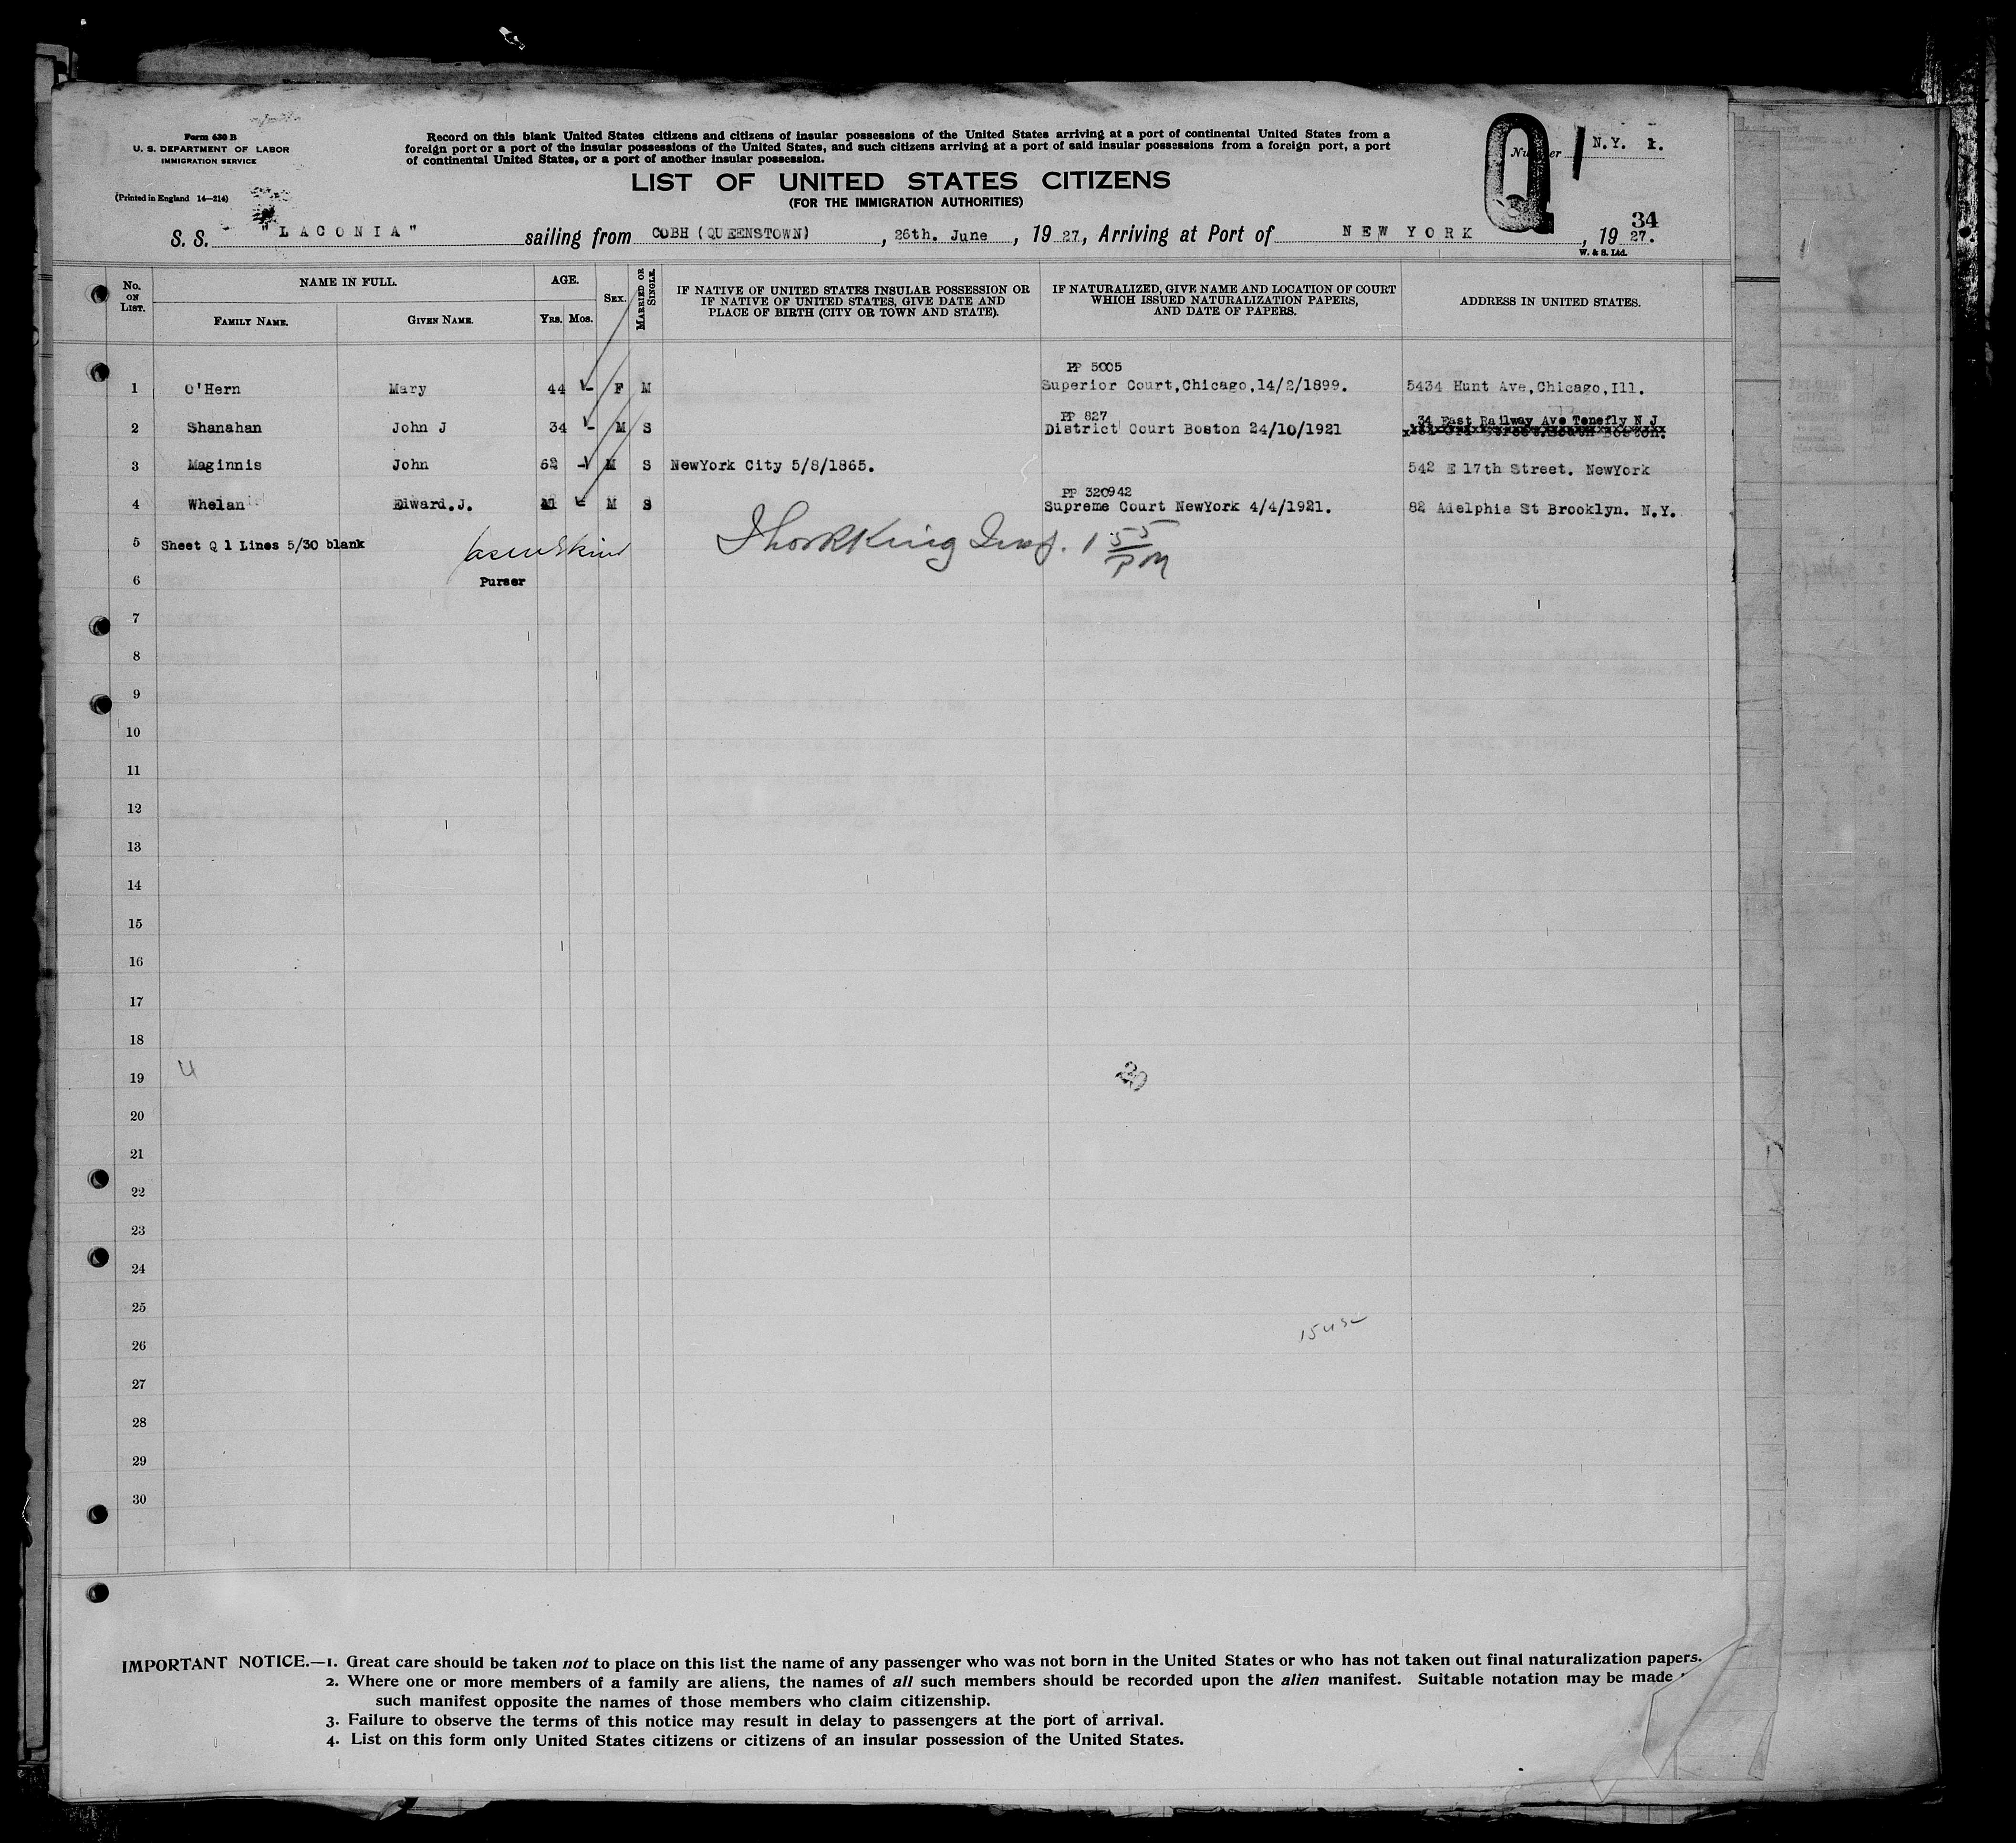 Form 630 B
U. S. DEPARTMENT OF LABOR
IMMIGRATION SERVICE
(Printed in England 14—214)
Record on this blank United States citizens and citizens of insular possessions of the United States arriving at a port of continental United States from a
foreign port or a port of the insular possessions of the United States, and such citizens arriving at a port of said insular possessions from a foreign port, a port
of continental United States, or a port of another insular possession.
Q 1
Number N.Y. 1.
LIST OF UNITED STATES CITIZENS
(FOR THE IMMIGRATION AUTHORITIES)
34
S. S. "LACONIA" sailing from COBH (QUEENSTOWN), 26th. June, 19 27, Arriving at Port of NEW YORK, 19 27.
W. & S. Ltd.
No. ON LIST. NAME IN FULL. AGE. SEX. MARRIED OR SINGLE. IF NATIVE OF UNITED STATES INSULAR POSSESSION OR IF NATIVE OF UNITED STATES, GIVE DATE AND PLACE OF BIRTH (CITY OR TOWN AND STATE). IF NATURALIZED, GIVE NAME AND LOCATION OF COURT WHICH ISSUED NATURALIZATION PAPERS, AND DATE OF PAPERS. ADDRESS IN UNITED STATES.
FAMILY NAME. GIVEN NAME. YRS. MOS.
PP 5005
1 O'Hern Mary 44 - F M Superior Court, Chicago, 14/2/1899. 5434 Hunt Ave, Chicago, Ill.
PP 827 34 East Railway Ave Tenefly N J
2 Shanahan John J 34 - M S District Court Boston 24/10/1921
3 Maginnis John 62 - M S NewYork City 5/8/1865. 542 E 17th Street. NewYork
PP 320942
4 Whelan Edward.J. 41 - M S Supreme Court NewYork 4/4/1921. 82 Adelphia St Brooklyn. N.Y.
5 Sheet Q 1 Lines 5/30 blank King Insp. 1 55 PM
6 Purser
7
8
9
10
11
12
13
14
15
16
17
18
19
20
20
21
22
23
24
25
26
27
28
29
30
IMPORTANT NOTICE.—1. Great care should be taken not to place on this list the name of any passenger who was not born in the United States or who has not taken out final naturalization papers.
2. Where one or more members of a family are aliens, the names of all such members should be recorded upon the alien manifest. Suitable notation may be made
such manifest opposite the names of those members who claim citizenship.
3. Failure to observe the terms of this notice may result in delay to passengers at the port of arrival.
4. List on this form only United States citizens or citizens of an insular possession of the United States.